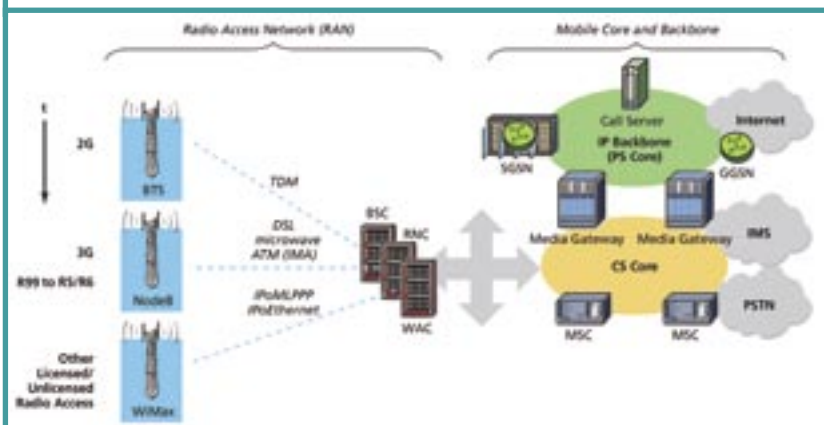 Radio Access Network (RAN)
Mobile Core and Backbone
t
2G
BTS
TDM
3G
R99 to R5/R6
NodeB
DSL
microwave
ATM (IMA)
IPoMLPPP
IPoEthernet
Other
Licensed/
Unlicensed
Radio Access
WiMax
BSC
RNC
WAC
Call Server
IP Backbone
(PS Core)
SGSN
Internet
GGSN
Media Gateway
Media Gateway
IMS
CS Core
PSTN
MSC
MSC